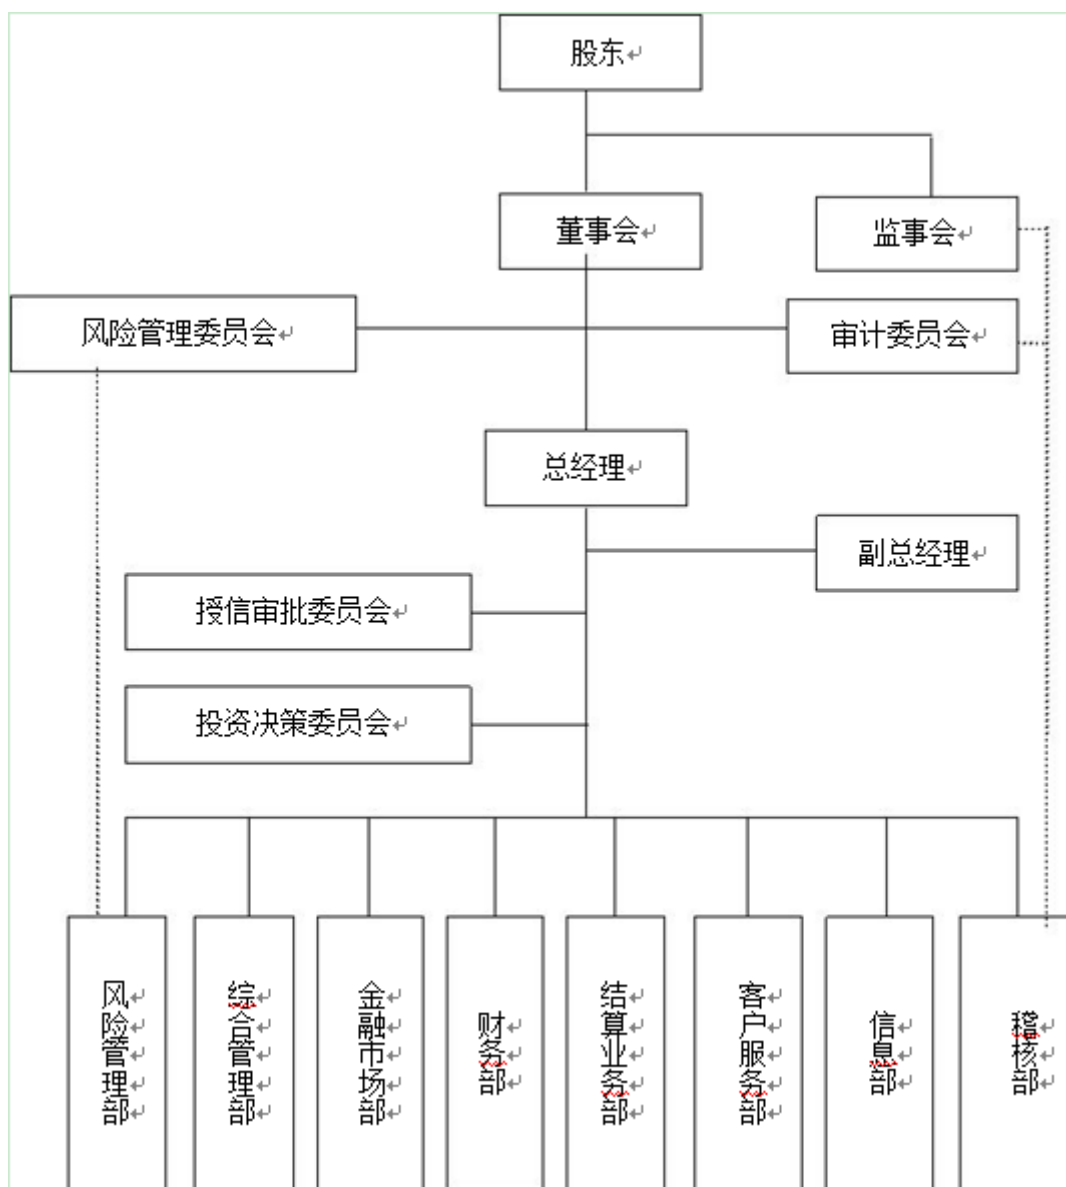 股东
董事会
监事会
风险管理委员会
审计委员会
总经理
副总经理
授信审批委员会
投资决策委员会
风险管理部
综合管理部
金融市场部
财务部
结算业务部
客户服务部
信息部
稽核部